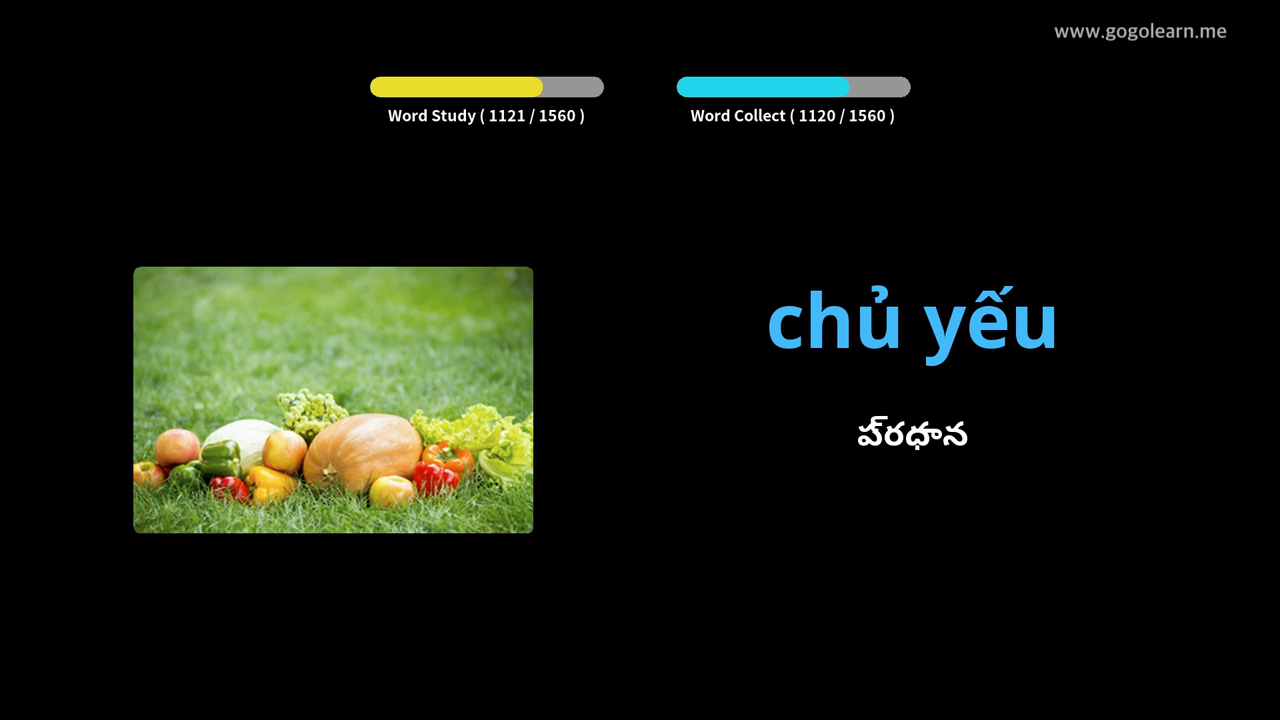 www.gogolearn.me
Word Study ( 1121 / 1560 )
Word Collect ( 1120 / 1560 )
chủ yếu
ప్రధాన